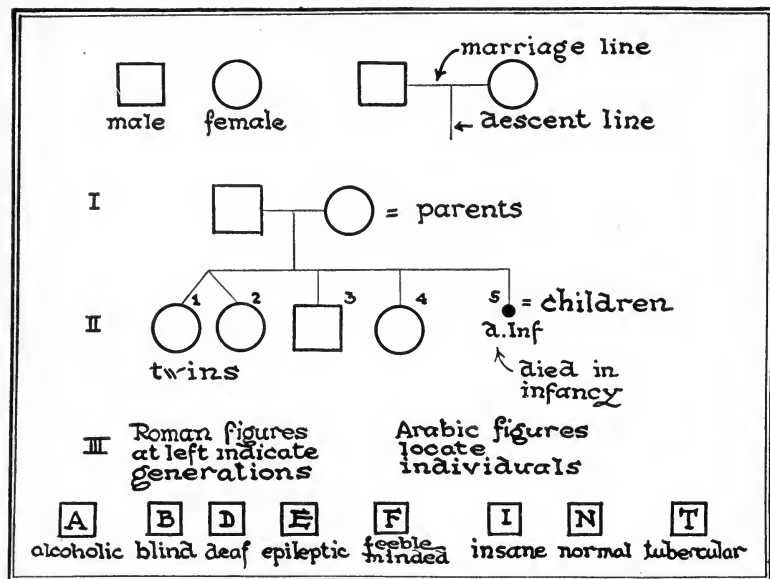 marriage line
male female
descent line
I
= parents
1 2 3 4 5
= children
II
d.Inf
twins
died in
infancy
III
Roman figures
at left indicate
generations
Arabic figures
locate
individuals
A B D E F I N T
alcoholic blind deaf epileptic feeble minded insane normal tubercular